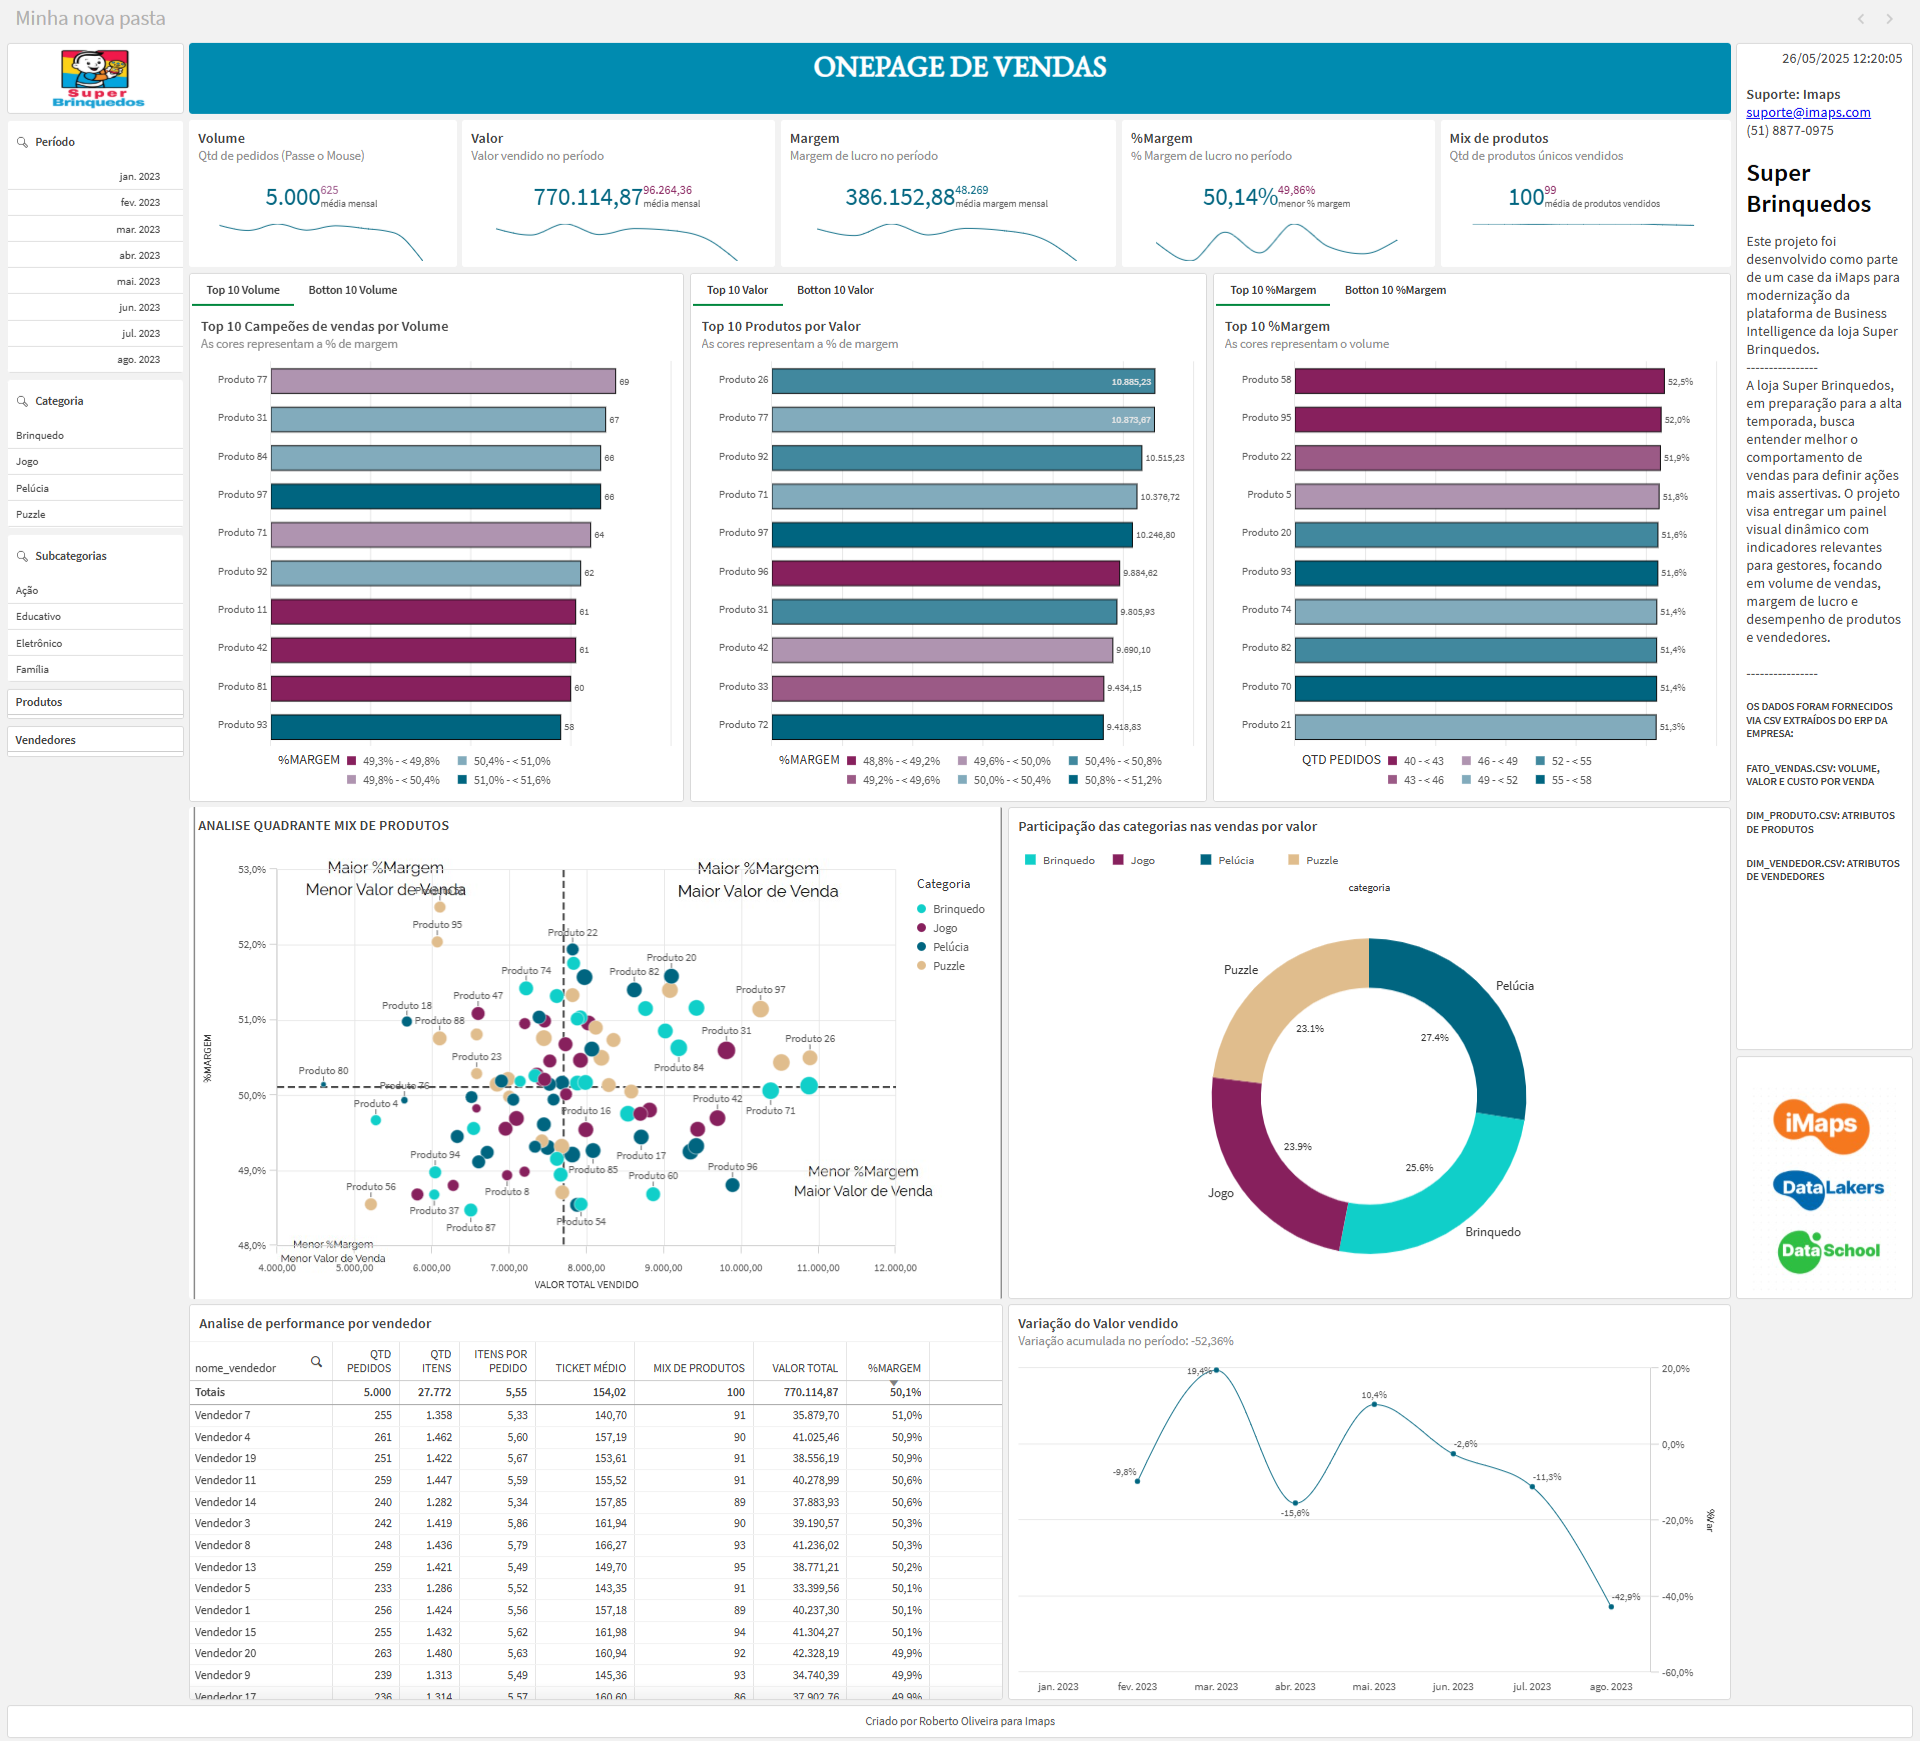 Minha nova pasta
Super
Brinquedos
ONEPAGE DE VENDAS
26/05/2025 12:20:05
Suporte: Imaps
suporte@imaps.com
(51) 8877-0975
Super
Brinquedos
Este projeto foi
desenvolvido como parte
de um case da iMaps para
modernização da
plataforma de Business
Intelligence da loja Super
Brinquedos.
----------------
A loja Super Brinquedos,
em preparação para a alta
temporada, busca
entender melhor o
comportamento de
vendas para definir ações
mais assertivas. O projeto
visa entregar um painel
visual dinâmico com
indicadores relevantes
para gestores, focando
em volume de vendas,
margem de lucro e
desempenho de produtos
e vendedores.
----------------
OS DADOS FORAM FORNECIDOS
VIA CSV EXTRAÍDOS DO ERP DA
EMPRESA:
FATO_VENDAS.CSV: VOLUME,
VALOR E CUSTO POR VENDA
DIM_PRODUTO.CSV: ATRIBUTOS
DE PRODUTOS
DIM_VENDEDOR.CSV: ATRIBUTOS
DE VENDEDORES
iMaps
DataLakers
DataSchool
Período
jan. 2023
fev. 2023
mar. 2023
abr. 2023
mai. 2023
jun. 2023
jul. 2023
ago. 2023
Categoria
Brinquedo
Jogo
Pelúcia
Puzzle
Subcategorias
Ação
Educativo
Eletrônico
Família
Produtos
Vendedores
Volume
Qtd de pedidos (Passe o Mouse)
5.000 625 média mensal
Valor
Valor vendido no período
770.114,87 96.264,36 média mensal
Margem
Margem de lucro no período
386.152,88 48.269 média margem mensal
%Margem
% Margem de lucro no período
50,14% 49,86% menor % margem
Mix de produtos
Qtd de produtos únicos vendidos
100 99 média de produtos vendidos
Top 10 Volume Botton 10 Volume
Top 10 Campeões de vendas por Volume
As cores representam a % de margem
Produto 77 69
Produto 31 67
Produto 84 66
Produto 97 66
Produto 71 64
Produto 92 62
Produto 11 61
Produto 42 61
Produto 81 60
Produto 93 58
%MARGEM 49,3% - < 49,8% 50,4% - < 51,0%
49,8% - < 50,4% 51,0% - < 51,6%
Top 10 Valor Botton 10 Valor
Top 10 Produtos por Valor
As cores representam a % de margem
Produto 26 10.885,23
Produto 77 10.873,67
Produto 92 10.515,23
Produto 71 10.376,72
Produto 97 10.246,80
Produto 96 9.884,62
Produto 31 9.805,93
Produto 42 9.690,10
Produto 33 9.434,15
Produto 72 9.418,83
%MARGEM 48,8% - < 49,2% 49,6% - < 50,0% 50,4% - < 50,8%
49,2% - < 49,6% 50,0% - < 50,4% 50,8% - < 51,2%
Top 10 %Margem Botton 10 %Margem
Top 10 %Margem
As cores representam o volume
Produto 58 52,5%
Produto 95 52,0%
Produto 22 51,9%
Produto 5 51,8%
Produto 20 51,6%
Produto 93 51,6%
Produto 74 51,4%
Produto 82 51,4%
Produto 70 51,4%
Produto 21 51,3%
QTD PEDIDOS 40 - < 43 46 - < 49 52 - < 55
43 - < 46 49 - < 52 55 - < 58
ANALISE QUADRANTE MIX DE PRODUTOS
Maior %Margem
Menor Valor de Venda
Maior %Margem
Maior Valor de Venda
Categoria
Brinquedo
Jogo
Pelúcia
Puzzle
53,0%
52,0%
51,0%
50,0%
49,0%
48,0%
%MARGEM
Produto 95
Produto 22
Produto 20
Produto 74
Produto 82
Produto 97
Produto 47
Produto 18
Produto 88
Produto 31
Produto 26
Produto 23
Produto 84
Produto 80
Produto 76
Produto 4
Produto 16
Produto 42
Produto 71
Produto 94
Produto 17
Produto 85
Produto 96
Produto 60
Produto 56
Produto 8
Produto 37
Produto 87
Produto 54
Menor %Margem
Maior Valor de Venda
Menor %Margem
Menor Valor de Venda
4.000,00 5.000,00 6.000,00 7.000,00 8.000,00 9.000,00 10.000,00 11.000,00 12.000,00
VALOR TOTAL VENDIDO
Participação das categorias nas vendas por valor
Brinquedo Jogo Pelúcia Puzzle
categoria
Puzzle
23.1%
Pelúcia
27.4%
Jogo
23.9%
Brinquedo
25.6%
Analise de performance por vendedor
nome_vendedor QTD PEDIDOS QTD ITENS ITENS POR PEDIDO TICKET MÉDIO MIX DE PRODUTOS VALOR TOTAL %MARGEM
Totais 5.000 27.772 5,55 154,02 100 770.114,87 50,1%
Vendedor 7 255 1.358 5,33 140,70 91 35.879,70 51,0%
Vendedor 4 261 1.462 5,60 157,19 90 41.025,46 50,9%
Vendedor 19 251 1.422 5,67 153,61 91 38.556,19 50,9%
Vendedor 11 259 1.447 5,59 155,52 91 40.278,99 50,6%
Vendedor 14 240 1.282 5,34 157,85 89 37.883,93 50,6%
Vendedor 3 242 1.419 5,86 161,94 90 39.190,57 50,3%
Vendedor 8 248 1.436 5,79 166,27 93 41.236,02 50,3%
Vendedor 13 259 1.421 5,49 149,70 95 38.771,21 50,2%
Vendedor 5 233 1.286 5,52 143,35 91 33.399,56 50,1%
Vendedor 1 256 1.424 5,56 157,18 89 40.237,30 50,1%
Vendedor 15 255 1.432 5,62 161,98 94 41.304,27 50,1%
Vendedor 20 263 1.480 5,63 160,94 92 42.328,19 49,9%
Vendedor 9 239 1.313 5,49 145,36 93 34.740,39 49,9%
Vendedor 17 236 1.314 5,57 160,60 86 37.902,76 49,9%
Variação do Valor vendido
Variação acumulada no período: -52,36%
-9,8%
19,4%
-15,6%
10,4%
-2,6%
-11,3%
-42,9%
20,0%
0,0%
-20,0%
-40,0%
-60,0%
%Var
jan. 2023 fev. 2023 mar. 2023 abr. 2023 mai. 2023 jun. 2023 jul. 2023 ago. 2023
Criado por Roberto Oliveira para Imaps